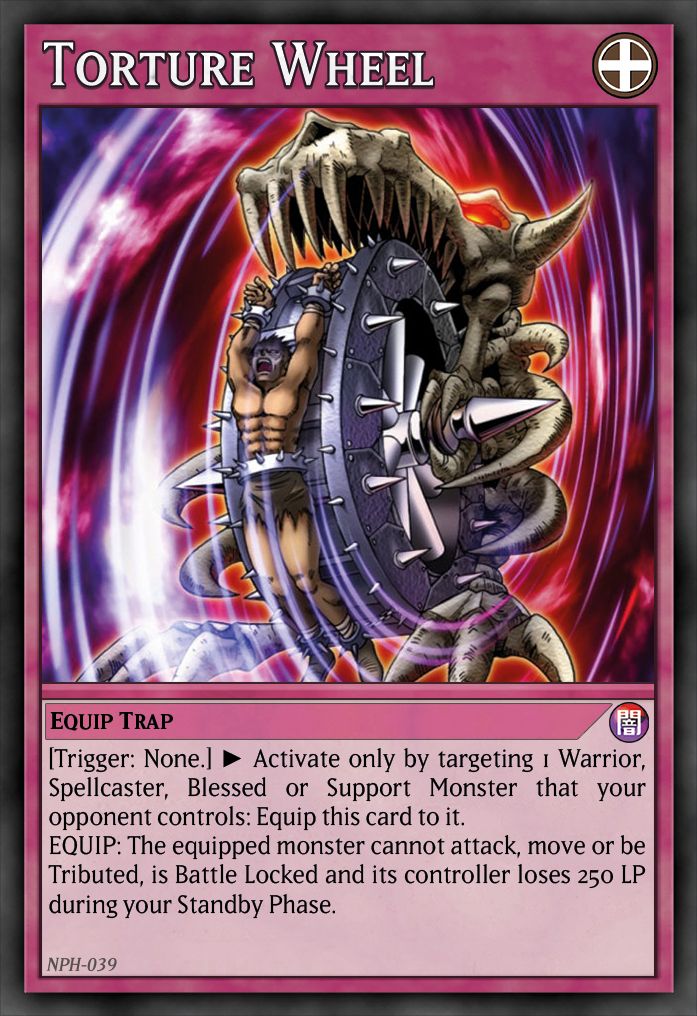 Torture Wheel
Equip Trap
闇
[Trigger: None.] ► Activate only by targeting 1 Warrior,
Spellcaster, Blessed or Support Monster that your
opponent controls: Equip this card to it.
EQUIP: The equipped monster cannot attack, move or be
Tributed, is Battle Locked and its controller loses 250 LP
during your Standby Phase.
NPH-039